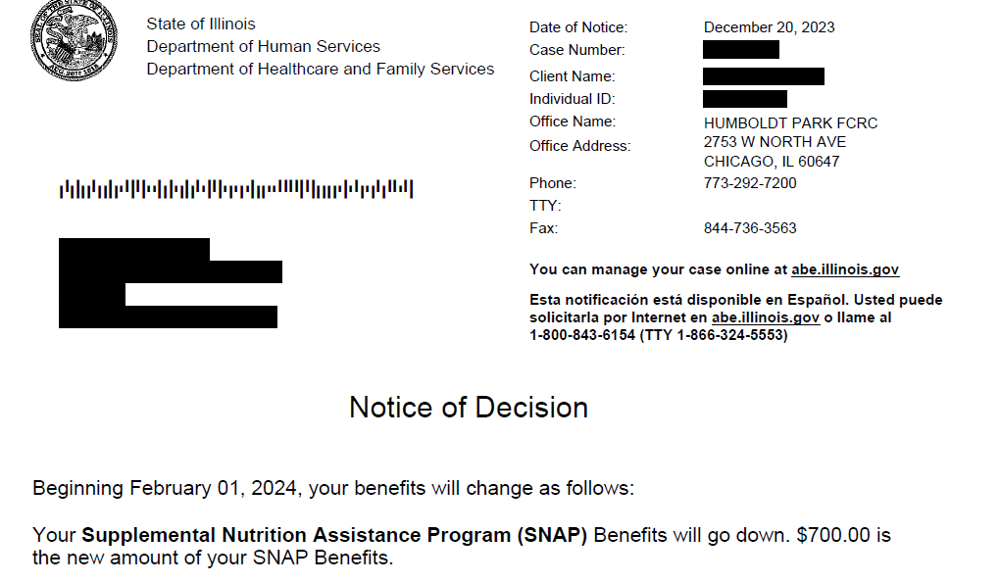 State of Illinois
Department of Human Services
Department of Healthcare and Family Services
Date of Notice: December 20, 2023
Case Number:
Client Name:
Individual ID:
Office Name: HUMBOLDT PARK FCRC
Office Address: 2753 W NORTH AVE
CHICAGO, IL 60647
Phone: 773-292-7200
TTY:
Fax: 844-736-3563
You can manage your case online at abe.illinois.gov
Esta notificación está disponible en Español. Usted puede
solicitarla por Internet en abe.illinois.gov o llame al
1-800-843-6154 (TTY 1-866-324-5553)
Notice of Decision
Beginning February 01, 2024, your benefits will change as follows:
Your Supplemental Nutrition Assistance Program (SNAP) Benefits will go down. $700.00 is
the new amount of your SNAP Benefits.